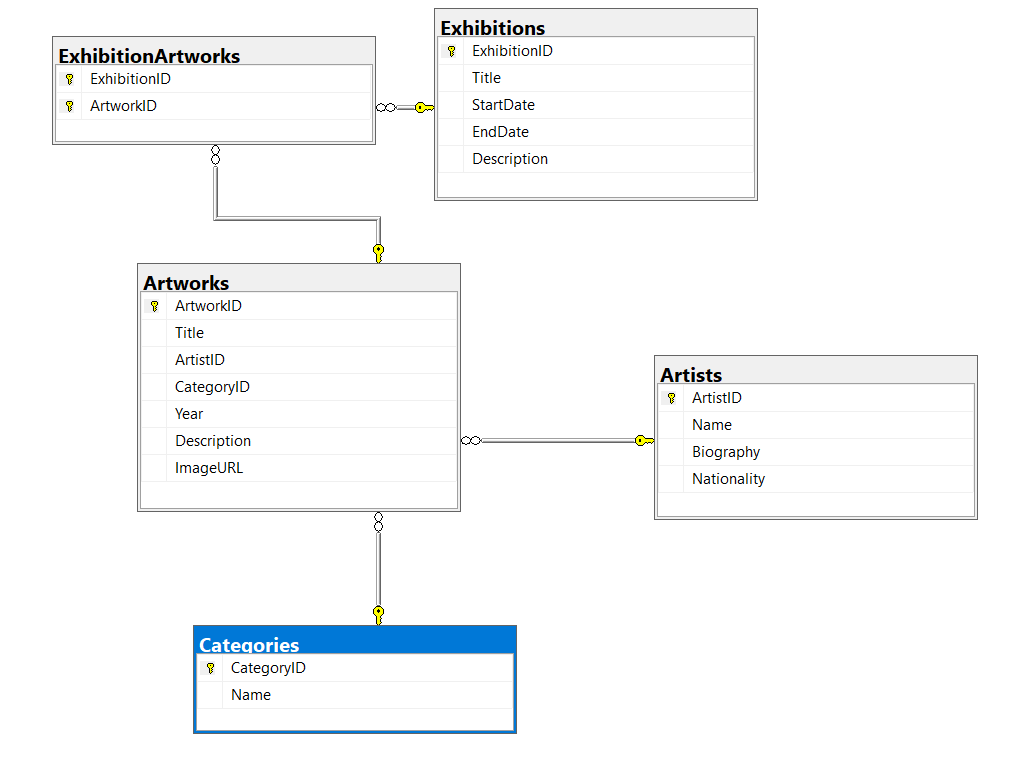 ExhibitionArtworks
ExhibitionID
ArtworkID
Exhibitions
ExhibitionID
Title
StartDate
EndDate
Description
Artworks
ArtworkID
Title
ArtistID
CategoryID
Year
Description
ImageURL
Artists
ArtistID
Name
Biography
Nationality
Categories
CategoryID
Name